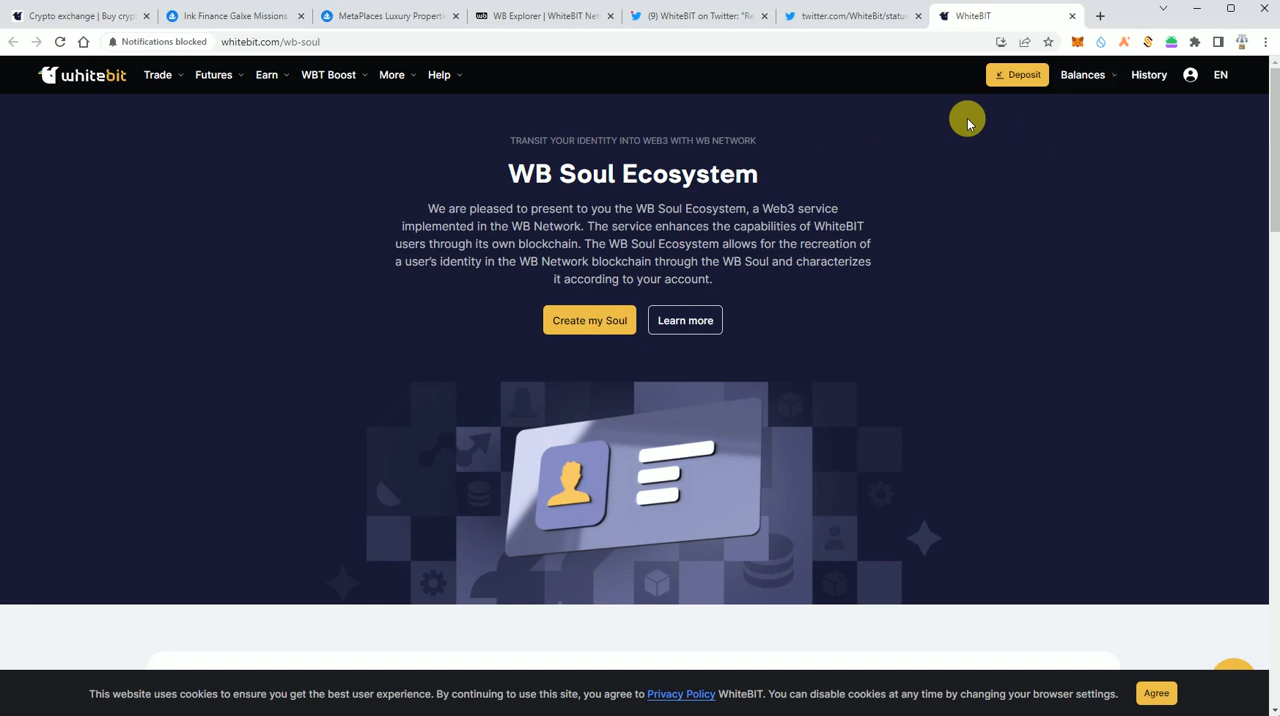 Crypto exchange | Buy cryp
Ink Finance Galxe Missions
MetaPlaces Luxury Properti
WB Explorer | WhiteBIT Net
(9) WhiteBIT on Twitter: "Re
twitter.com/WhiteBit/status
WhiteBIT
Notifications blocked
whitebit.com/wb-soul
whitebit
Trade
Futures
Earn
WBT Boost
More
Help
Deposit
Balances
History
EN
TRANSIT YOUR IDENTITY INTO WEB3 WITH WB NETWORK
WB Soul Ecosystem
We are pleased to present to you the WB Soul Ecosystem, a Web3 service
implemented in the WB Network. The service enhances the capabilities of WhiteBIT
users through its own blockchain. The WB Soul Ecosystem allows for the recreation of
a user's identity in the WB Network blockchain through the WB Soul and characterizes
it according to your account.
Create my Soul
Learn more
This website uses cookies to ensure you get the best user experience. By continuing to use this site, you agree to Privacy Policy WhiteBIT. You can disable cookies at any time by changing your browser settings.
Agree